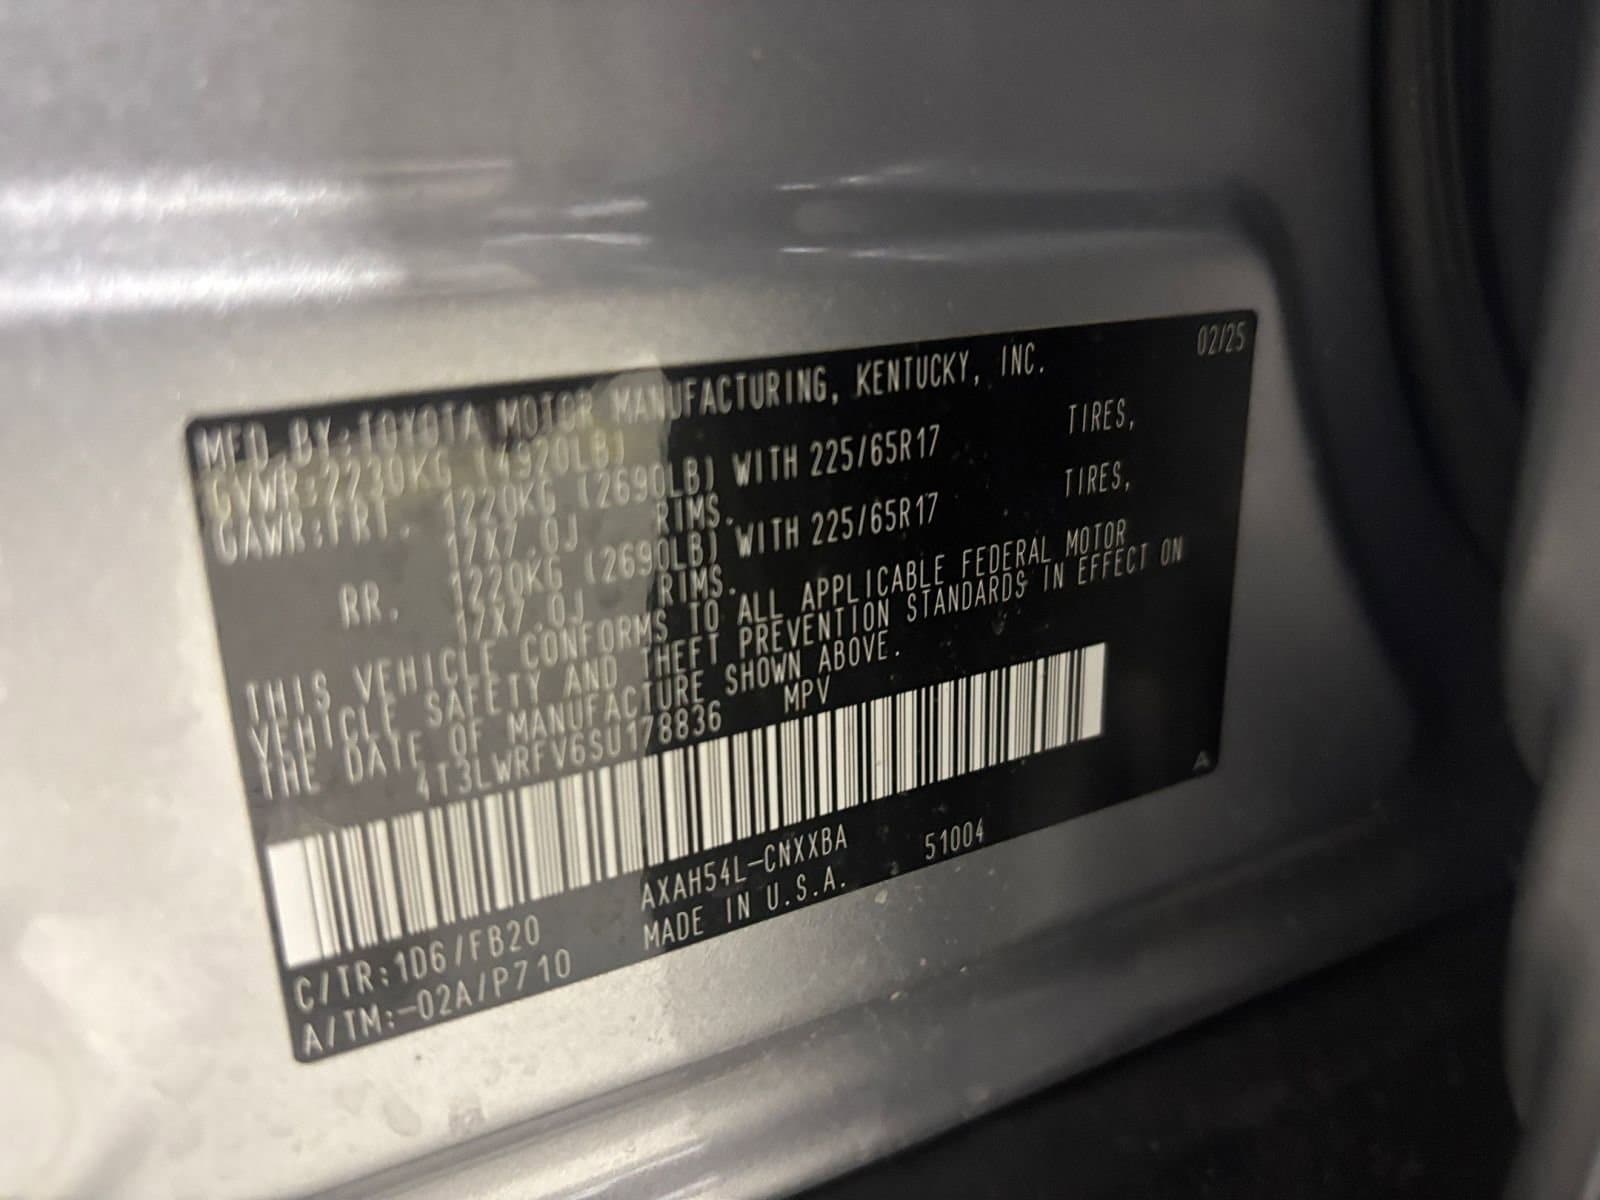 02/25
MFD BY:TOYOTA MOTOR MANUFACTURING, KENTUCKY, INC.
GVWR:2230KG (4920LB)
GAWR:FRT. 1220KG (2690LB) WITH 225/65R17 TIRES,
17X7.0J RIMS.
RR. 1220KG (2690LB) WITH 225/65R17 TIRES,
17X7.0J RIMS.
THIS VEHICLE CONFORMS TO ALL APPLICABLE FEDERAL MOTOR
VEHICLE SAFETY AND THEFT PREVENTION STANDARDS IN EFFECT ON
THE DATE OF MANUFACTURE SHOWN ABOVE.
4T3LWRFV6SU178836 MPV
A
C/TR:1D6/FB20 AXAH54L-CNXXBA 51004
A/TM:-02A/P710 MADE IN U.S.A.